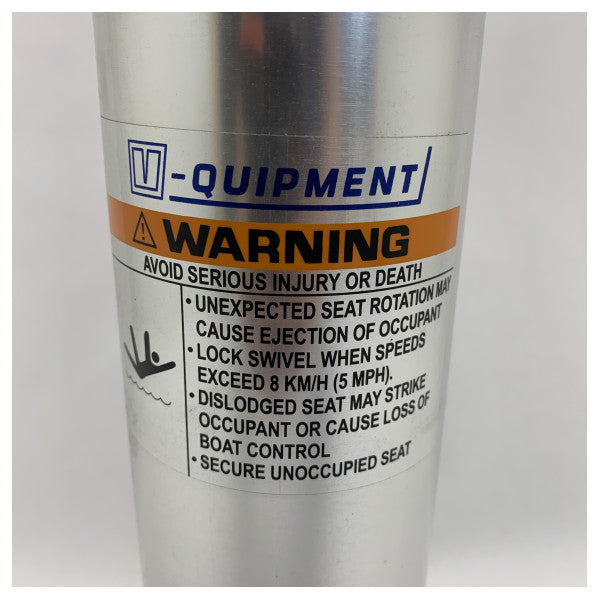 V-QUIPMENT
WARNING
AVOID SERIOUS INJURY OR DEATH
• UNEXPECTED SEAT ROTATION MAY
CAUSE EJECTION OF OCCUPANT
• LOCK SWIVEL WHEN SPEEDS
EXCEED 8 KM/H (5 MPH).
• DISLODGED SEAT MAY STRIKE
OCCUPANT OR CAUSE LOSS OF
BOAT CONTROL
• SECURE UNOCCUPIED SEAT